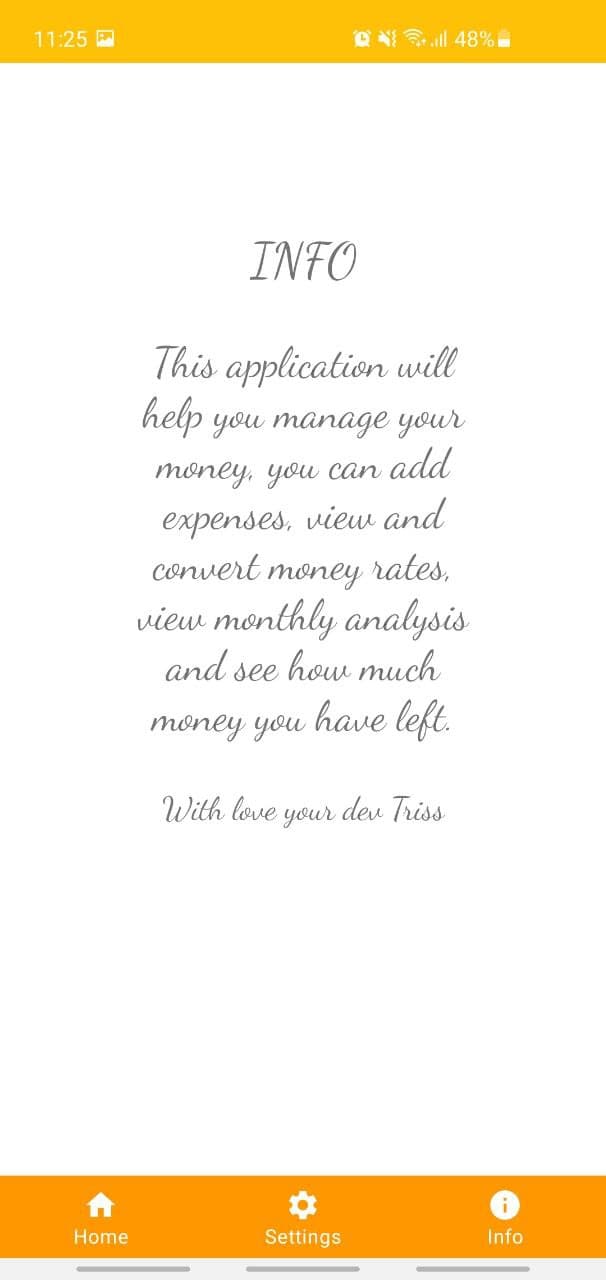 11:25 48%
INFO
This application will
help you manage your
money, you can add
expenses, view and
convert money rates,
view monthly analysis
and see how much
money you have left.
With love your dev Triss
Home Settings Info